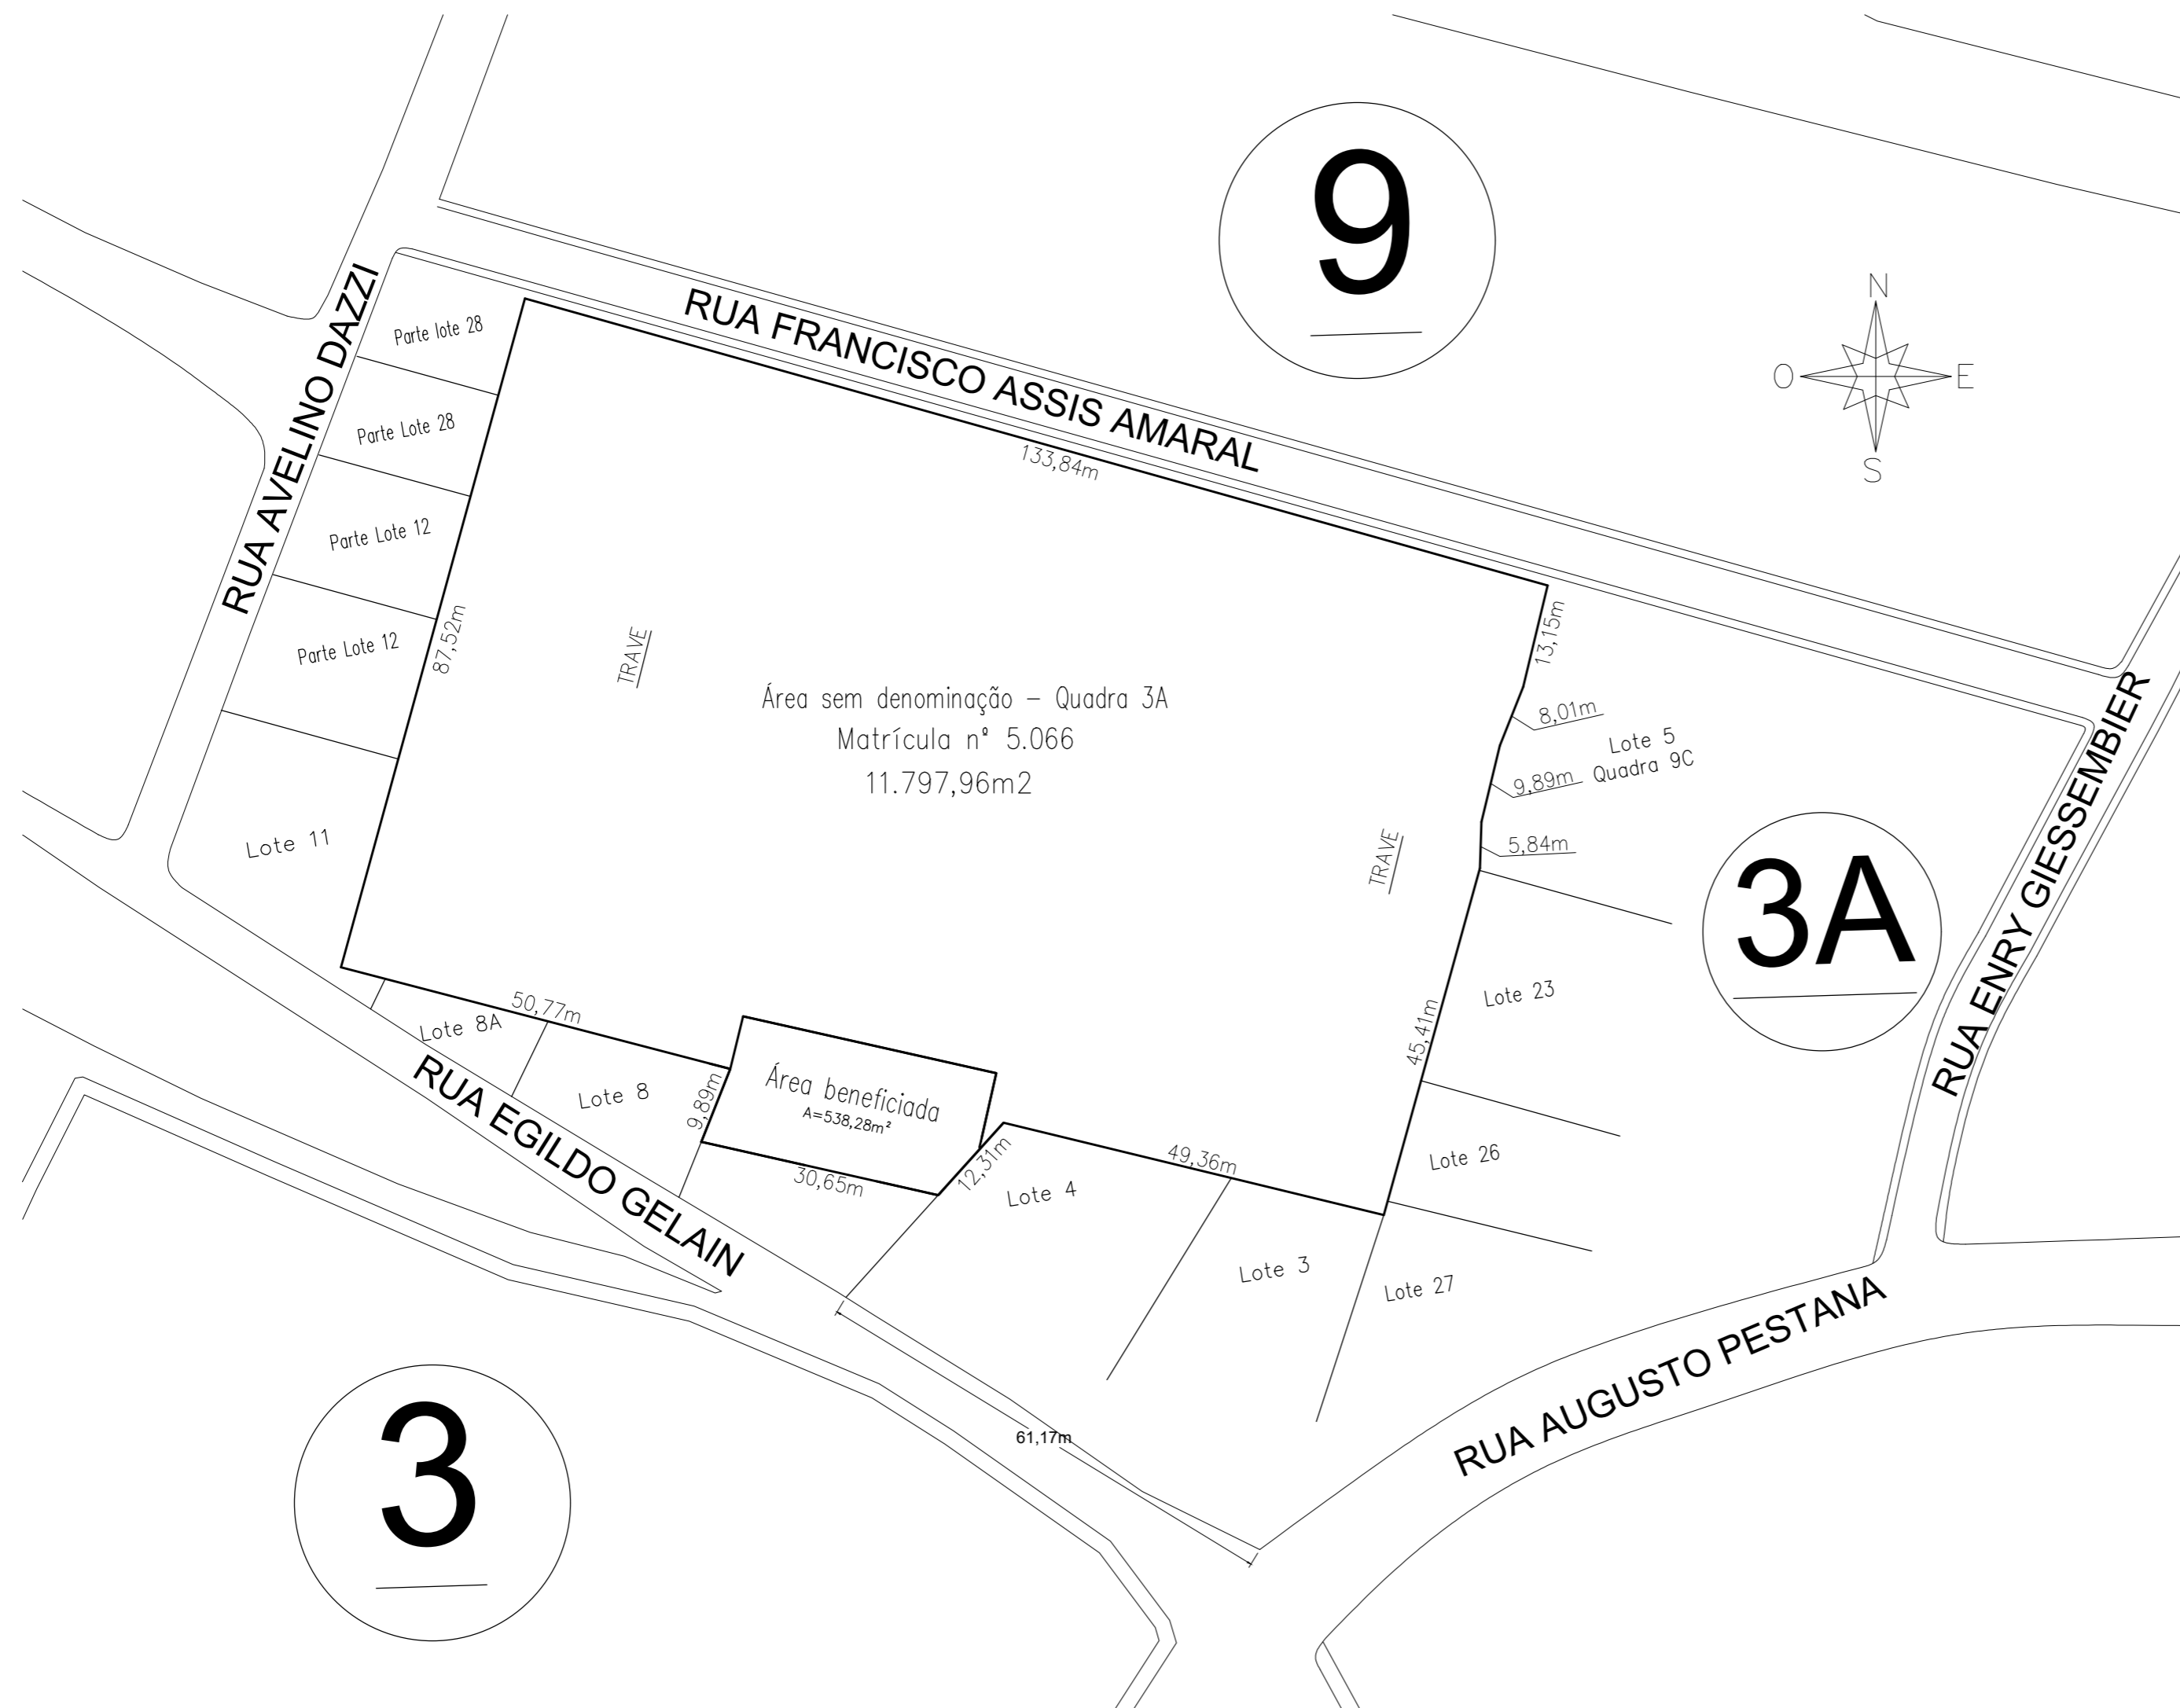 9
N
O
E
S
RUA AVELINO DAZZI
Parte lote 28
Parte Lote 28
Parte Lote 12
Parte Lote 12
Lote 11
RUA FRANCISCO ASSIS AMARAL
133,84m
87,52m
TRAVE
Área sem denominação - Quadra 3A
Matrícula nº 5.066
11.797,96m2
TRAVE
13,15m
8,01m
Lote 5
Quadra 9C
9,89m
5,84m
3A
RUA ENRY GIESSEMBIER
Lote 23
45,41m
Lote 26
Lote 27
50,77m
Lote 8A
Lote 8
9,89m
Área beneficiada
A=538,28m²
30,65m
12,31m
49,36m
Lote 4
Lote 3
RUA EGILDO GELAIN
61,17m
RUA AUGUSTO PESTANA
3